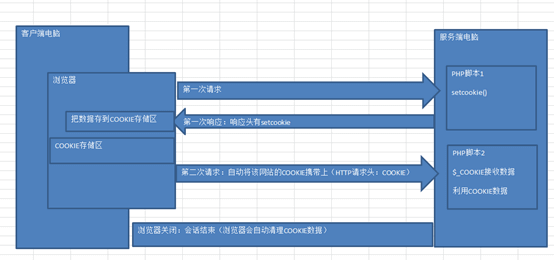 客户端电脑
服务端电脑
浏览器
PHP脚本1
setcookie()
第一次请求
把数据存到COOKIE存储区
第一次响应：响应头有setcookie
COOKIE存储区
PHP脚本2
$_COOKIE接收数据
利用COOKIE数据
第二次请求：自动将该网站的COOKIE携带上（HTTP请求头：COOKIE）
浏览器关闭：会话结束（浏览器会自动清理COOKIE数据）